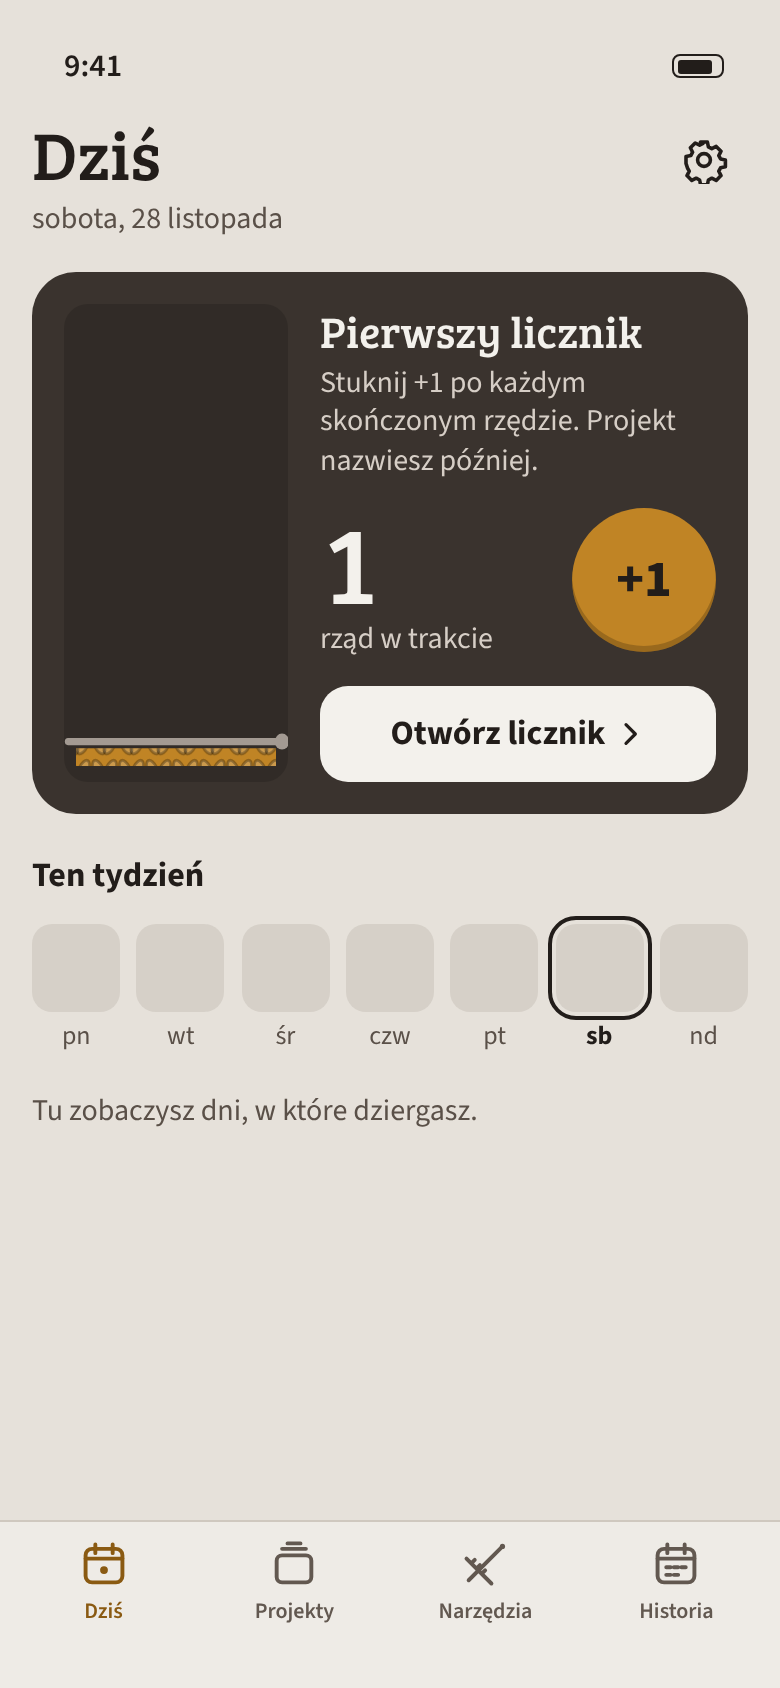 9:41
Dziś
sobota, 28 listopada
Pierwszy licznik
Stuknij +1 po każdym
skończonym rzędzie. Projekt
nazwiesz później.
1
+1
rząd w trakcie
Otwórz licznik
Ten tydzień
pn wt śr czw pt sb nd
Tu zobaczysz dni, w które dziergasz.
Dziś Projekty Narzędzia Historia